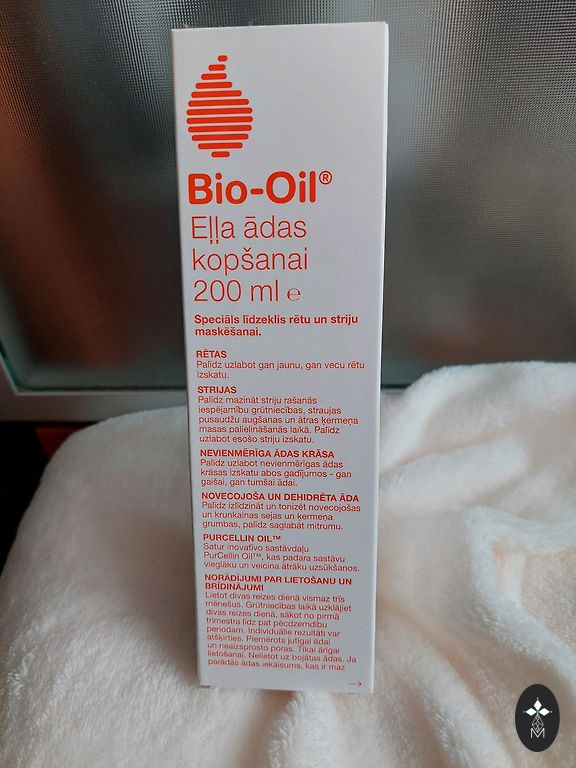 Bio-Oil®
Eļļa ādas
kopšanai
200 ml ℮
Speciāls līdzeklis rētu un striju
maskēšanai.
RĒTAS
Palīdz uzlabot gan jaunu, gan vecu rētu
izskatu.
STRIJAS
Palīdz mazināt striju rašanās
iespējamību grūtniecības, straujas
pusaudžu augšanas un ātras ķermeņa
masas palielināšanās laikā. Palīdz
uzlabot esošo striju izskatu.
NEVIENMĒRĪGA ĀDAS KRĀSA
Palīdz uzlabot nevienmērīgas ādas
krāsas izskatu abos gadījumos - gan
gaišai, gan tumšai ādai.
NOVECOJOŠA UN DEHIDRĒTA ĀDA
Palīdz izlīdzināt un tonizēt novecojošas
un krunkainas sejas un ķermeņa
grumbas, palīdz saglabāt mitrumu.
PURCELLIN OIL™
Satur inovatīvo sastāvdaļu
PurCellin Oil™, kas padara sastāvu
vieglāku un veicina ātrāku uzsūkšanos.
NORĀDĪJUMI PAR LIETOŠANU UN
BRĪDINĀJUMI
Lietot divas reizes dienā vismaz trīs
mēnešus. Grūtniecības laikā uzklājiet
divas reizes dienā, sākot no pirmā
trimestra līdz pat pēcdzemdību
periodam. Individuālie rezultāti var
atšķirties. Piemērots jutīgai ādai
un neaizsprosto poras. Tikai ārīgai
lietošanai. Nelietot uz bojātas ādas. Ja
parādās ādas iekaisums, kas ir maz
M